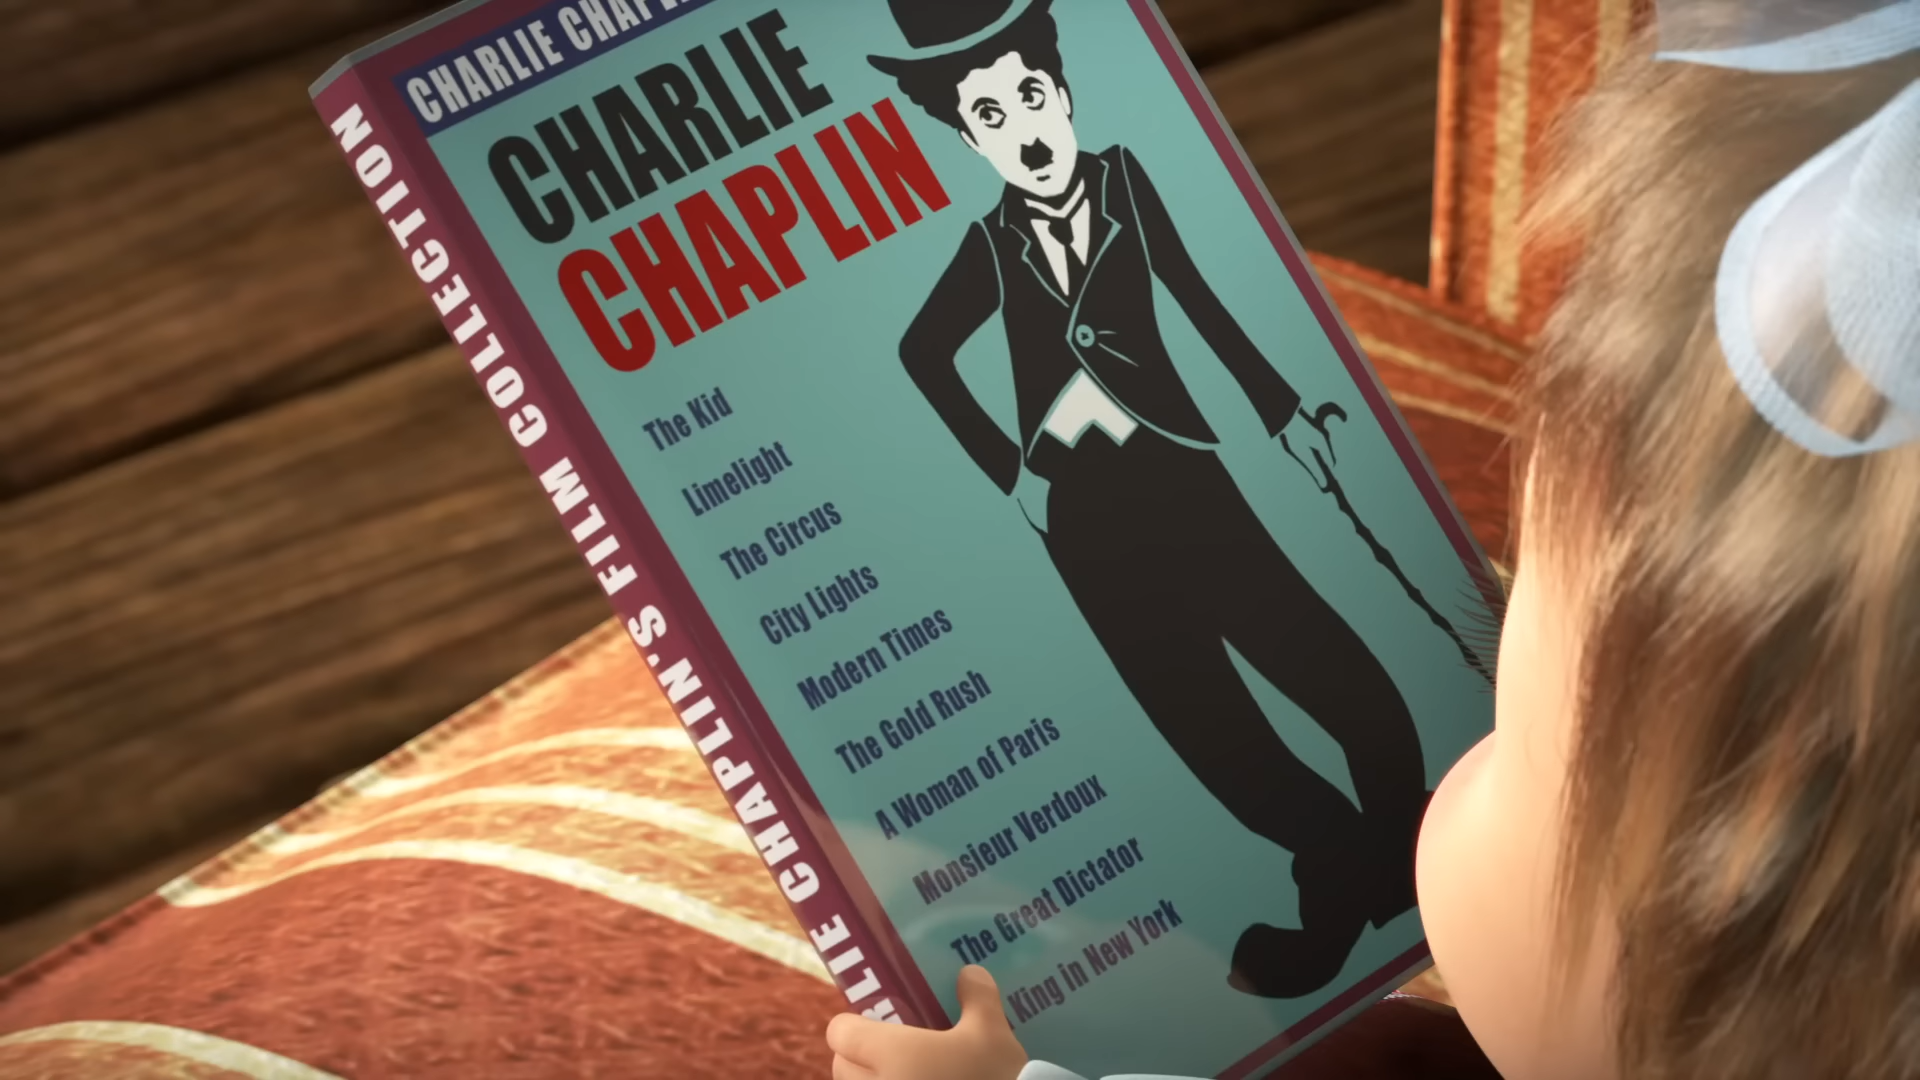 CHARLIE
CHARLIE
CHAPLIN
The Kid
Limelight
The Circus
City Lights
Modern Times
The Gold Rush
A Woman of Paris
Monsieur Verdoux
The Great Dictator
King in New York
CHAPLIN'S FILM COLLECTION